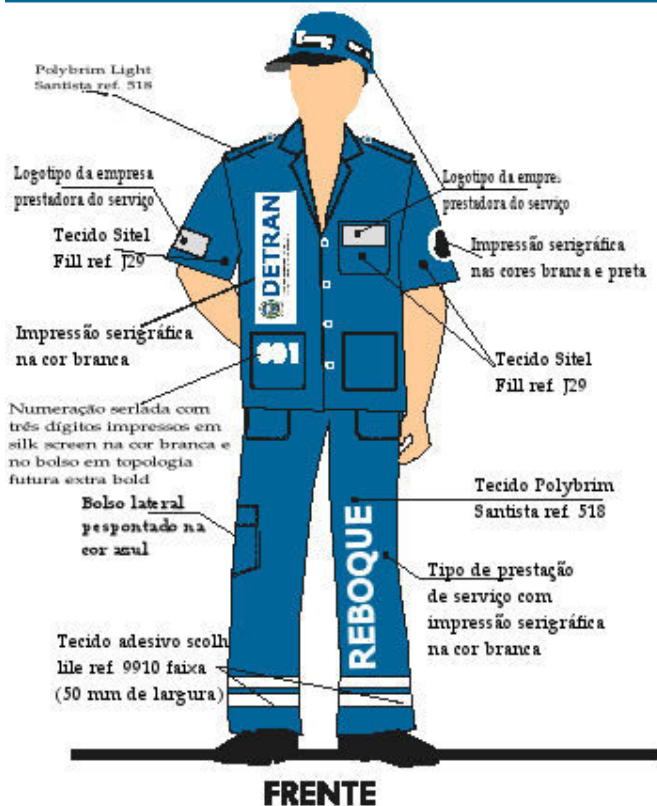 Polybrim Light
Santista ref. 518
Logotipo da empresa
prestadora do serviço
Tecido Sitel
Fill ref. J29
Impressão serigráfica
na cor branca
Numeração serlada com
três dígitos impressos em
silk screen na cor branca e
no bolso em topologia
futura extra bold
Bolso lateral
pespontado na
cor azul
Tecido adesivo scolh
lile ref. 9910 faixa
(50 mm de largura)
DETRAN
001
REBOQUE
Logotipo da empre
prestadora do serviço
Impressão serigráfica
nas cores branca e preta
Tecido Sitel
Fill ref. J29
Tecido Polybrim
Santista ref. 518
Tipo de prestação
de serviço com
impressão serigráfica
na cor branca
FRENTE